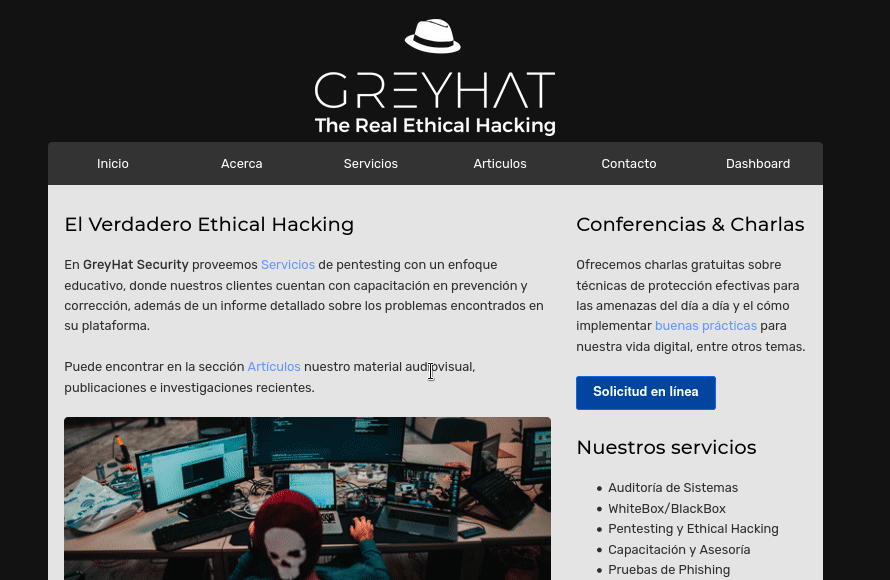 GREYHAT
The Real Ethical Hacking
Inicio Acerca Servicios Articulos Contacto Dashboard
El Verdadero Ethical Hacking
En GreyHat Security proveemos Servicios de pentesting con un enfoque
educativo, donde nuestros clientes cuentan con capacitación en prevención y
corrección, además de un informe detallado sobre los problemas encontrados en
su plataforma.
Puede encontrar en la sección Artículos nuestro material audiovisual,
publicaciones e investigaciones recientes.
Conferencias & Charlas
Ofrecemos charlas gratuitas sobre
técnicas de protección efectivas para
las amenazas del día a día y el cómo
implementar buenas prácticas para
nuestra vida digital, entre otros temas.
Solicitud en línea
Nuestros servicios
Auditoría de Sistemas
WhiteBox/BlackBox
Pentesting y Ethical Hacking
Capacitación y Asesoría
Pruebas de Phishing